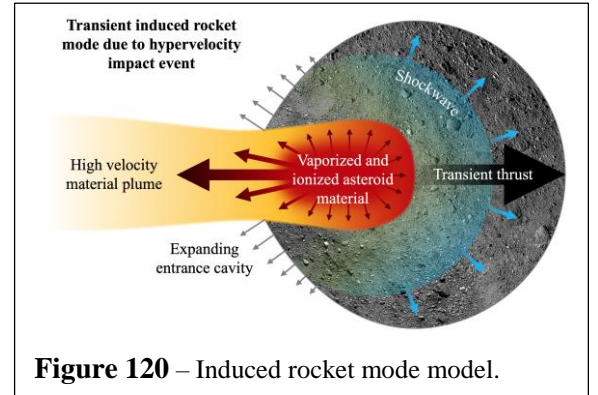 Transient induced rocket
mode due to hypervelocity
impact event
Shockwave
High velocity
material plume
Vaporized and
ionized asteroid
material
Transient thrust
Expanding
entrance cavity
Figure 120 – Induced rocket mode model.